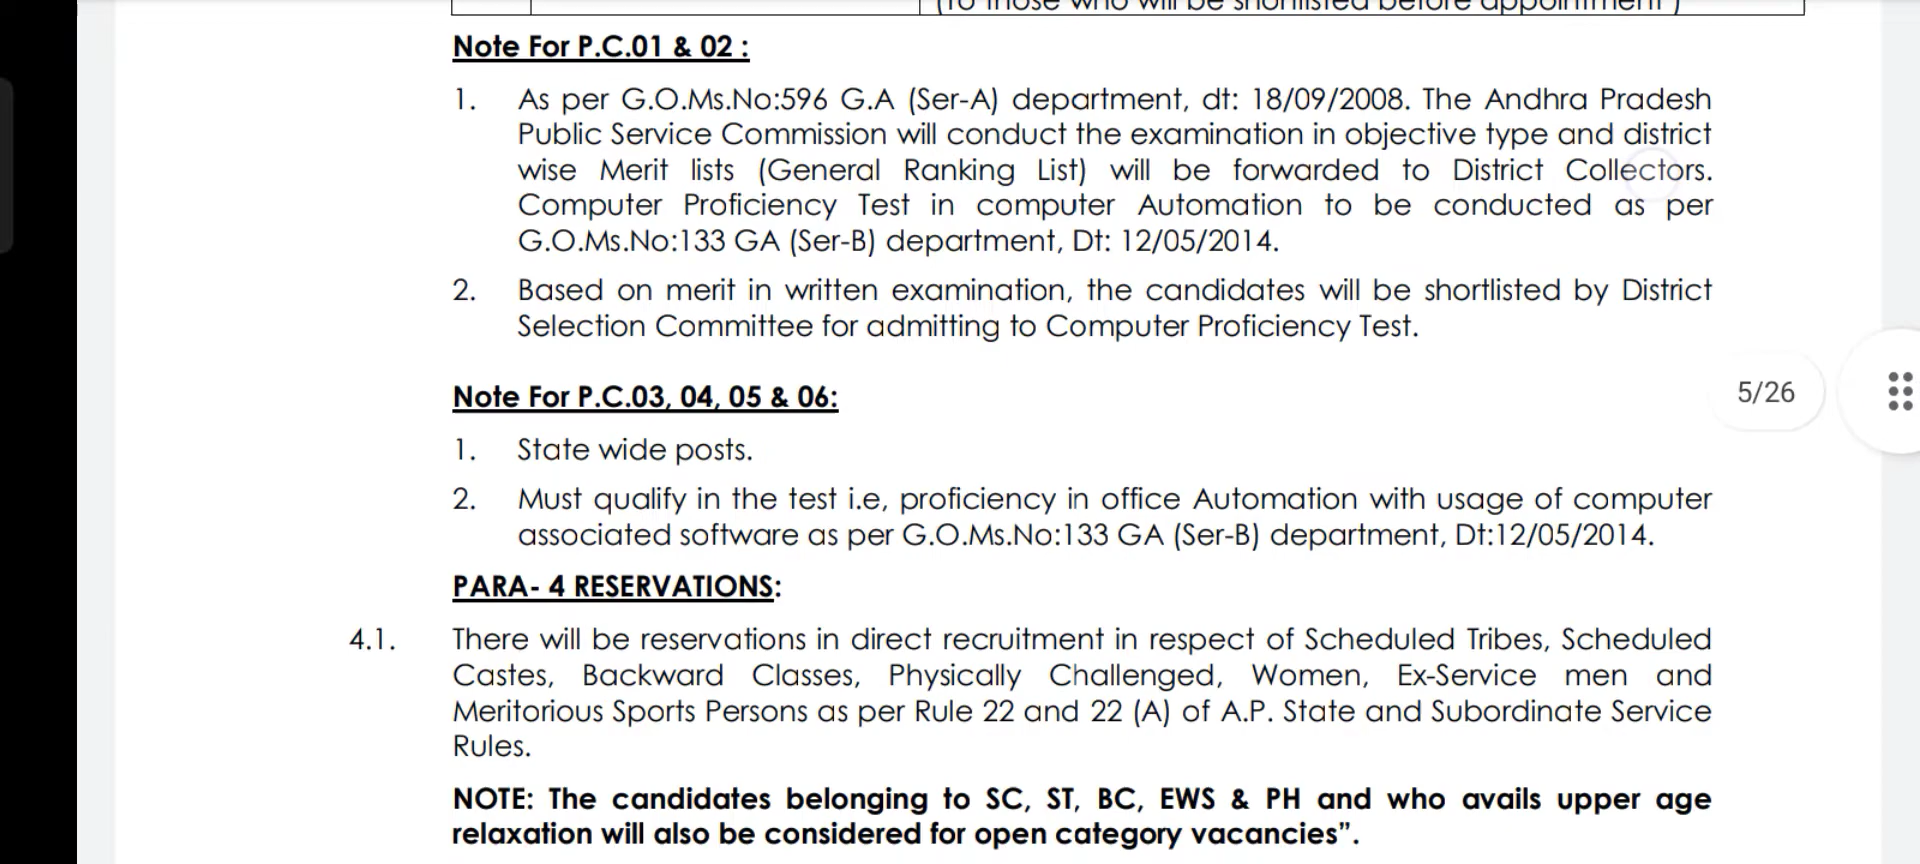 (To those who will be shortlisted before appointment )
Note For P.C.01 & 02 :
1. As per G.O.Ms.No:596 G.A (Ser-A) department, dt: 18/09/2008. The Andhra Pradesh
Public Service Commission will conduct the examination in objective type and district
wise Merit lists (General Ranking List) will be forwarded to District Collectors.
Computer Proficiency Test in computer Automation to be conducted as per
G.O.Ms.No:133 GA (Ser-B) department, Dt: 12/05/2014.
2. Based on merit in written examination, the candidates will be shortlisted by District
Selection Committee for admitting to Computer Proficiency Test.
Note For P.C.03, 04, 05 & 06:
5/26
1. State wide posts.
2. Must qualify in the test i.e, proficiency in office Automation with usage of computer
associated software as per G.O.Ms.No:133 GA (Ser-B) department, Dt:12/05/2014.
PARA- 4 RESERVATIONS:
4.1. There will be reservations in direct recruitment in respect of Scheduled Tribes, Scheduled
Castes, Backward Classes, Physically Challenged, Women, Ex-Service men and
Meritorious Sports Persons as per Rule 22 and 22 (A) of A.P. State and Subordinate Service
Rules.
NOTE: The candidates belonging to SC, ST, BC, EWS & PH and who avails upper age
relaxation will also be considered for open category vacancies”.